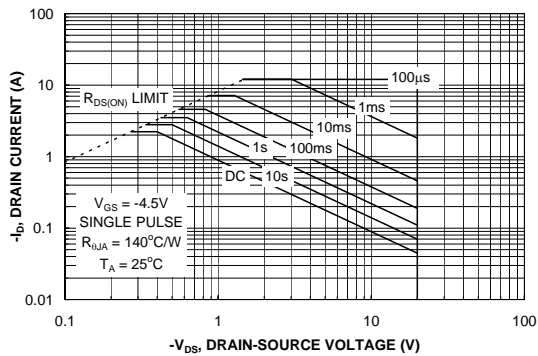 100
10
1
0.1
0.01
-I_D, DRAIN CURRENT (A)
R_DS(ON) LIMIT
100μs
1ms
10ms
100ms
1s
10s
DC
V_GS = -4.5V
SINGLE PULSE
R_θJA = 140°C/W
T_A = 25°C
0.1 1 10 100
-V_DS, DRAIN-SOURCE VOLTAGE (V)